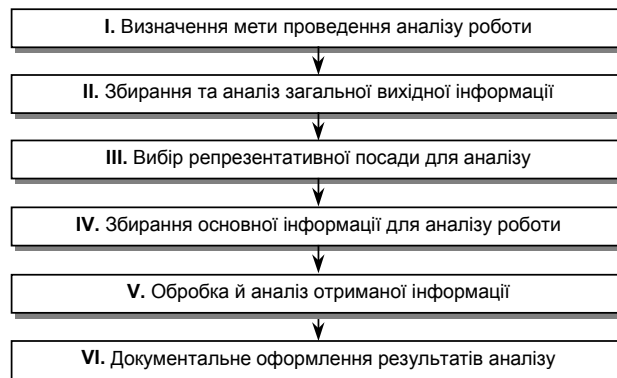 I. Визначення мети проведення аналізу роботи
II. Збирання та аналіз загальної вихідної інформації
III. Вибір репрезентативної посади для аналізу
IV. Збирання основної інформації для аналізу роботи
V. Обробка й аналіз отриманої інформації
VI. Документальне оформлення результатів аналізу